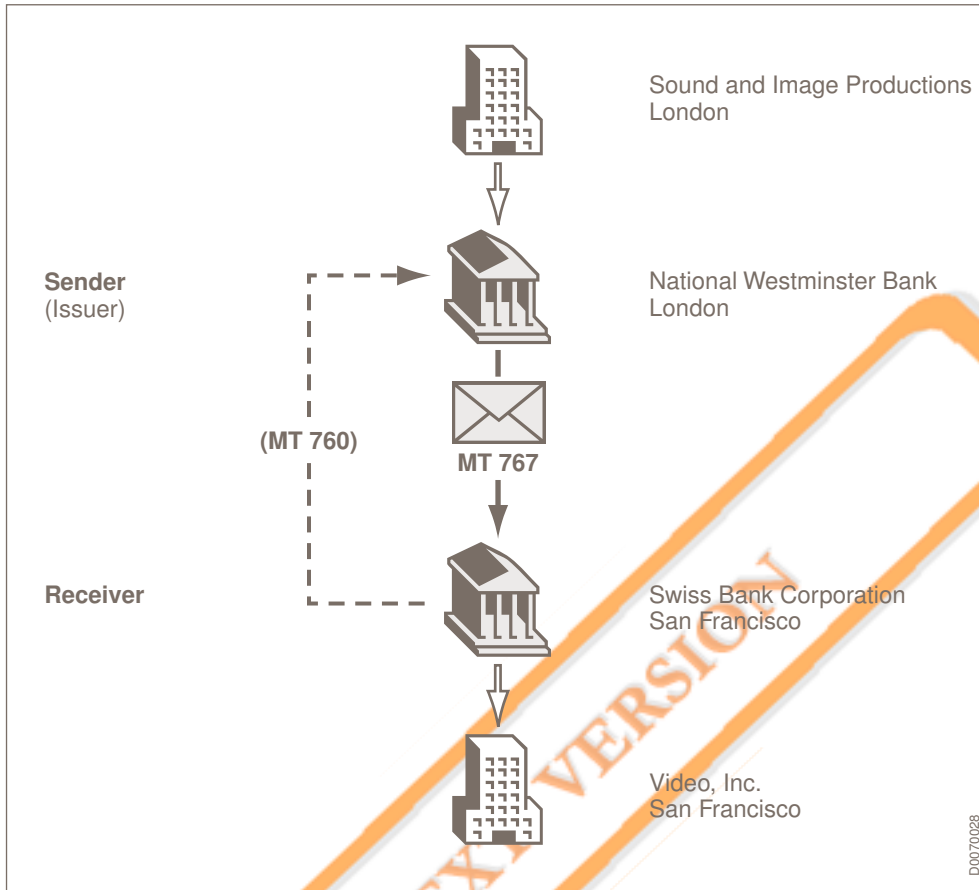 Sound and Image Productions
London
Sender
(Issuer)
National Westminster Bank
London
(MT 760)
MT 767
Receiver
Swiss Bank Corporation
San Francisco
Video, Inc.
San Francisco
VERSION
D0070028